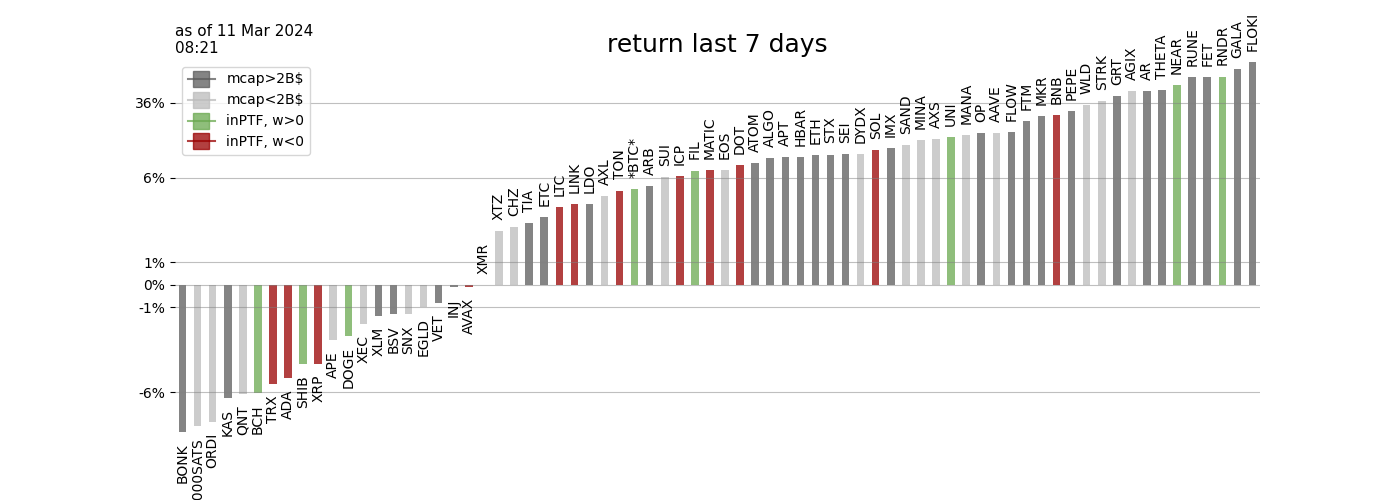 as of 11 Mar 2024
08:21
return last 7 days
mcap>2B$
mcap<2B$
inPTF, w>0
inPTF, w<0
36%
6%
1%
0%
-1%
-6%
BONK
000SATS
ORDI
KAS
QNT
BCH
TRX
ADA
SHIB
XRP
APE
DOGE
XEC
XLM
BSV
SNX
EGLD
VET
INJ
AVAX
XMR
XTZ
CHZ
TIA
ETC
LTC
LINK
LDO
AXL
TON
*BTC*
ARB
SUI
ICP
FIL
MATIC
EOS
DOT
ATOM
ALGO
APT
HBAR
ETH
STX
SEI
DYDX
SOL
IMX
SAND
MINA
AXS
UNI
MANA
OP
AAVE
FLOW
FTM
MKR
BNB
PEPE
WLD
STRK
GRT
AGIX
AR
THETA
NEAR
RUNE
FET
RNDR
GALA
FLOKI